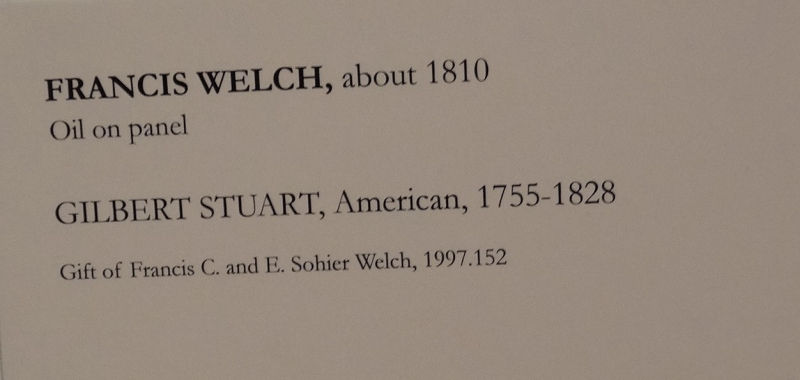 FRANCIS WELCH, about 1810
Oil on panel
GILBERT STUART, American, 1755-1828
Gift of Francis C. and E. Sohier Welch, 1997.152